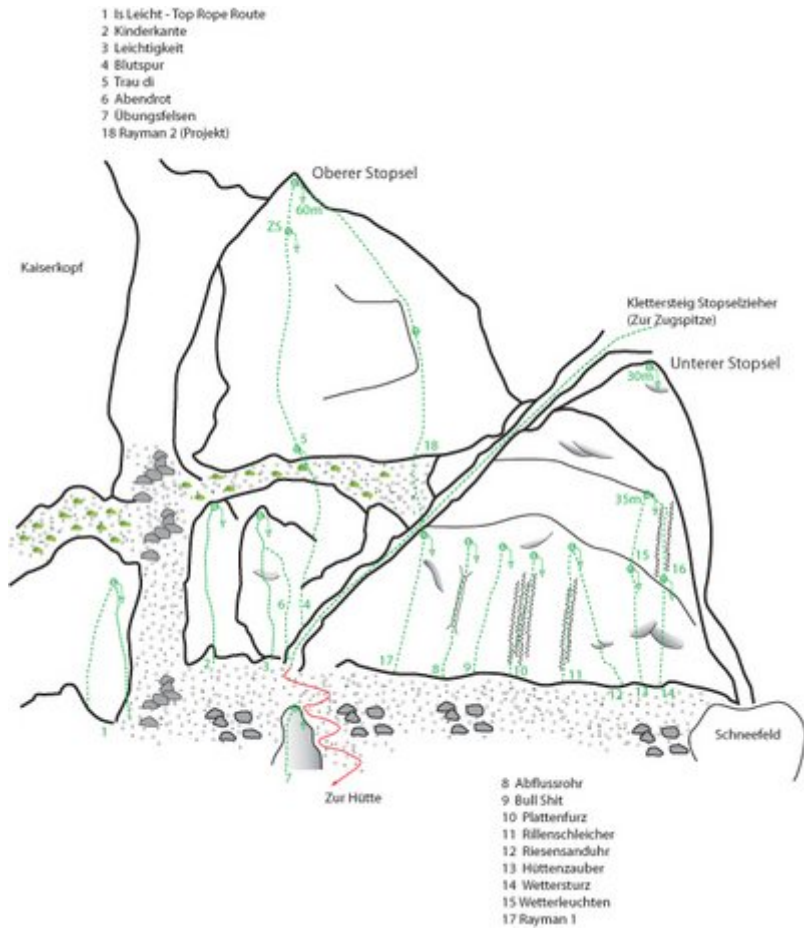 1 Is Leicht - Top Rope Route
2 Kinderkante
3 Leichtigkeit
4 Blutspur
5 Trau di
6 Abendrot
7 Übungsfelsen
18 Rayman 2 (Projekt)
Oberer Stopsel
60m
ZS
Kaiserkopf
Klettersteig Stopselzieher
(Zur Zugspitze)
Unterer Stopsel
30m
5
18
35m
15
16
6
4
1
2
3
17
8
9
10
11
12
13
14
7
Schneefeld
Zur Hütte
8 Abflussrohr
9 Bull Shit
10 Plattenfurz
11 Rillenschleicher
12 Riesensanduhr
13 Hüttenzauber
14 Wettersturz
15 Wetterleuchten
17 Rayman 1